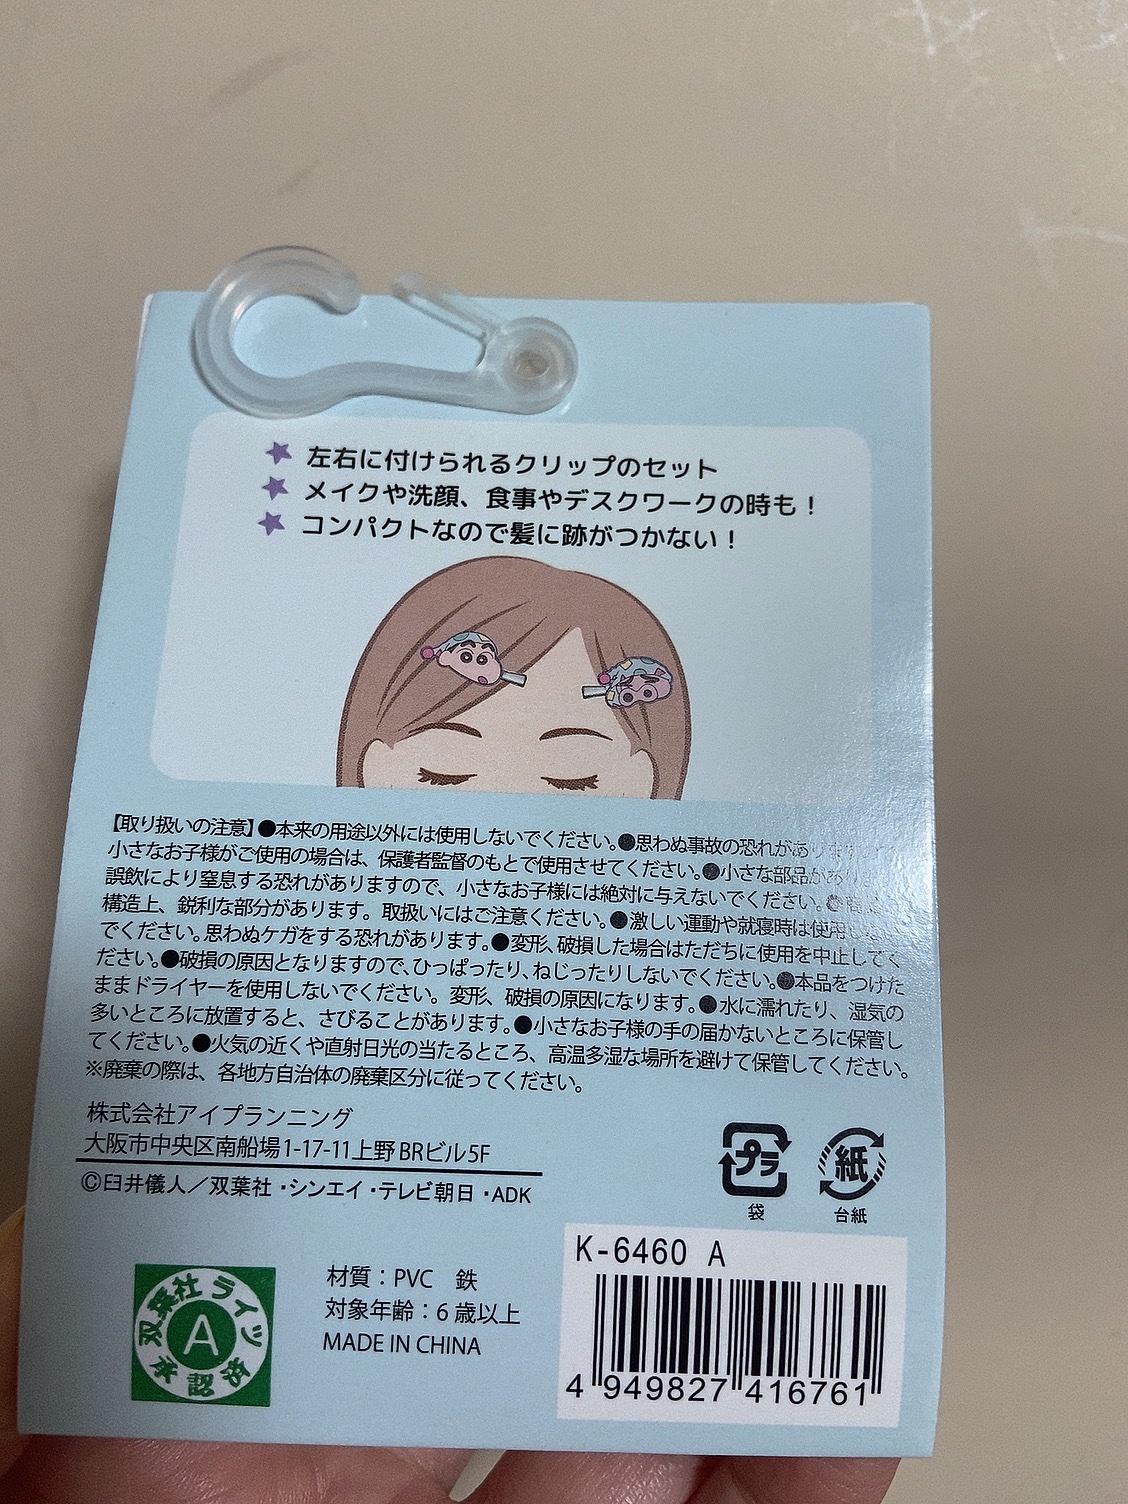 左右に付けられるクリップのセット
メイクや洗顔、食事やデスクワークの時も！
コンパクトなので髪に跡がつかない！
【取り扱いの注意】●本来の用途以外には使用しないでください。●思わぬ事故の恐れがあります
小さなお子様がご使用の場合は、保護者監督のもとで使用させてください。●小さな部品があり
誤飲により窒息する恐れがありますので、小さなお子様には絶対に与えないでください。●
構造上、鋭利な部分があります。取扱いにはご注意ください。●激しい運動や就寝時は使用しない
でください。思わぬケガをする恐れがあります。●変形、破損した場合はただちに使用を中止してく
ださい。●破損の原因となりますので、ひっぱったり、ねじったりしないでください。●本品をつけた
ままドライヤーを使用しないでください。変形、破損の原因になります。●水に濡れたり、湿気の
多いところに放置すると、さびることがあります。●小さなお子様の手の届かないところに保管し
てください。●火気の近くや直射日光の当たるところ、高温多湿な場所を避けて保管してください。
※廃棄の際は、各地方自治体の廃棄区分に従ってください。
株式会社アイプランニング
大阪市中央区南船場1-17-11上野BRビル5F
©臼井儀人／双葉社・シンエイ・テレビ朝日・ADK
プラ
袋
紙
台紙
双葉社ライツ
A
承認済
材質：PVC 鉄
対象年齢：6歳以上
MADE IN CHINA
K-6460 A
4 949827 416761